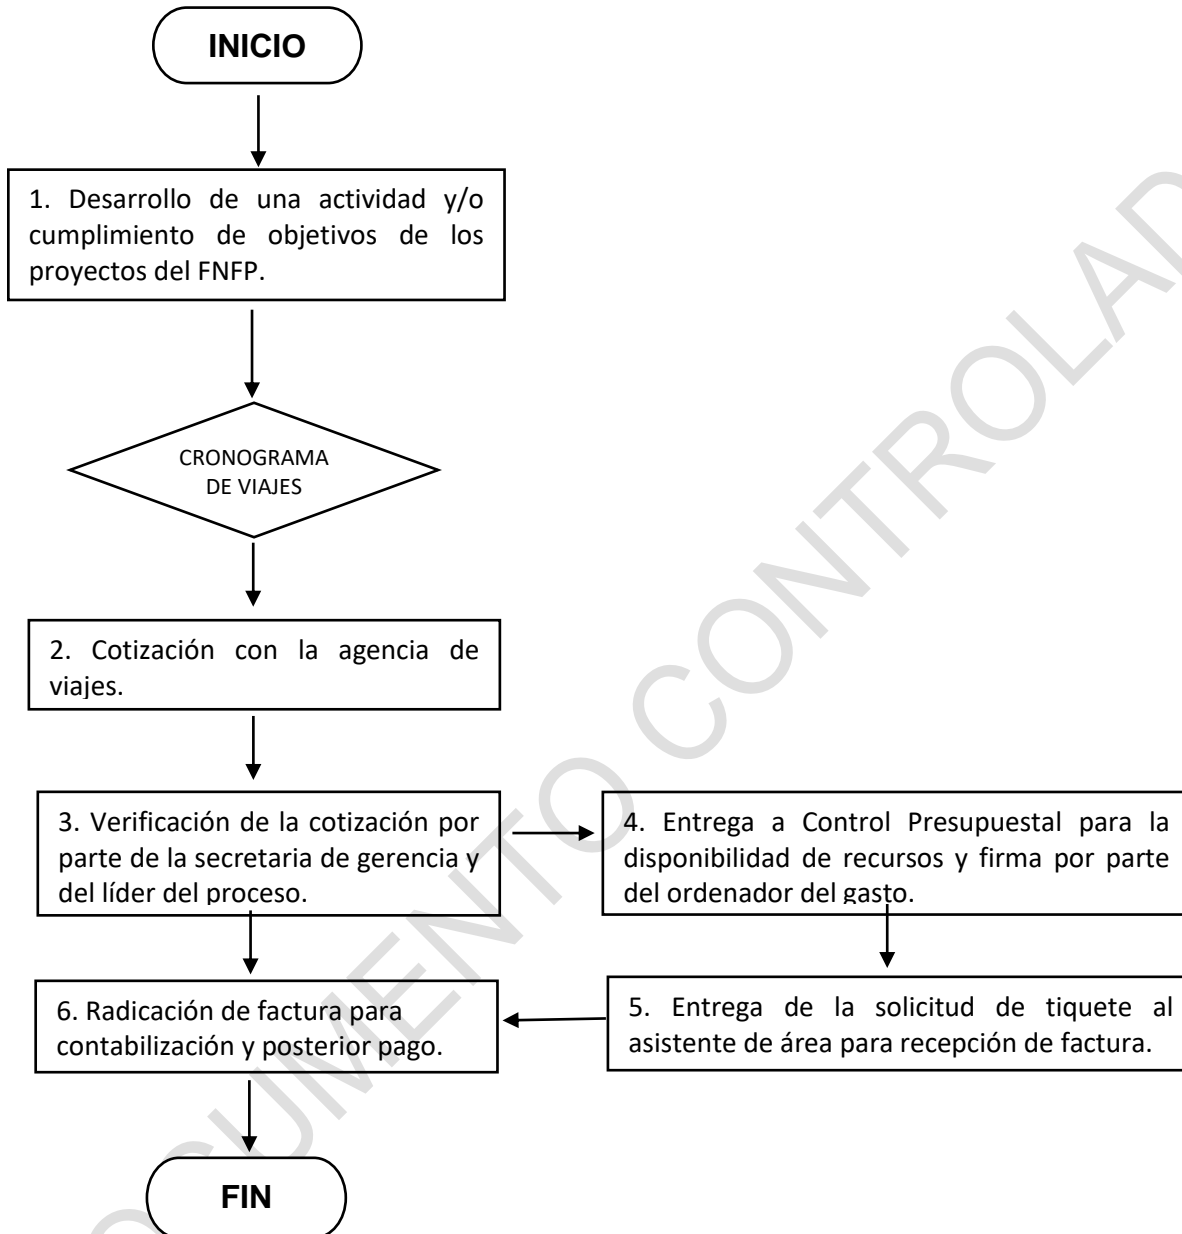 INICIO
1. Desarrollo de una actividad y/o
cumplimiento de objetivos de los
proyectos del FNFP.
CRONOGRAMA
DE VIAJES
2. Cotización con la agencia de
viajes.
3. Verificación de la cotización por
parte de la secretaria de gerencia y
del líder del proceso.
4. Entrega a Control Presupuestal para la
disponibilidad de recursos y firma por parte
del ordenador del gasto.
5. Entrega de la solicitud de tiquete al
asistente de área para recepción de factura.
6. Radicación de factura para
contabilización y posterior pago.
FIN
OCUMENTO CONTROLAD